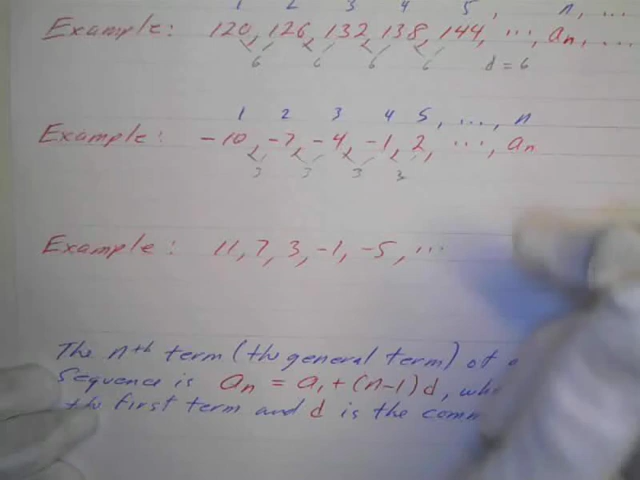 1 2 3 4 5, n, ...
Example: 120, 126, 132, 138, 144, ..., an, ...
6 6 6 6 d = 6
1 2 3 4 5, ..., n
Example: -10, -7, -4, -1, 2, ..., an
3 3 3 3
Example: 11, 7, 3, -1, -5, ...
The nth term (the general term) of
sequence is an = a1 + (n-1)d,
the first term and d is the